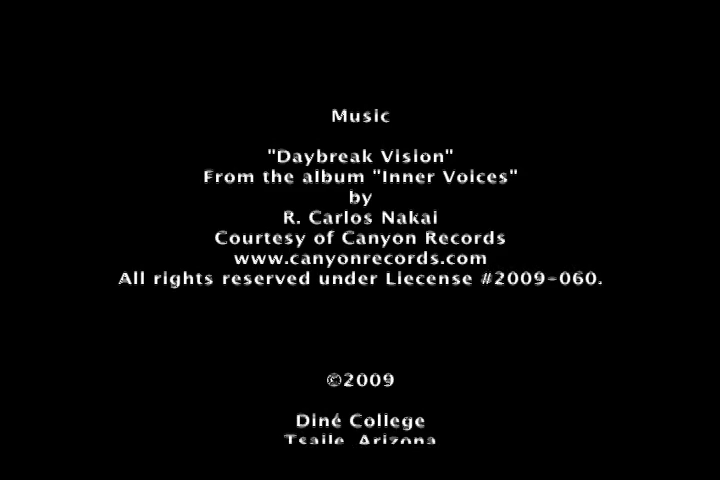 Music
"Daybreak Vision"
From the album "Inner Voices"
by
R. Carlos Nakai
Courtesy of Canyon Records
www.canyonrecords.com
All rights reserved under Liecense #2009-060.
©2009
Diné College
Tsaile, Arizona